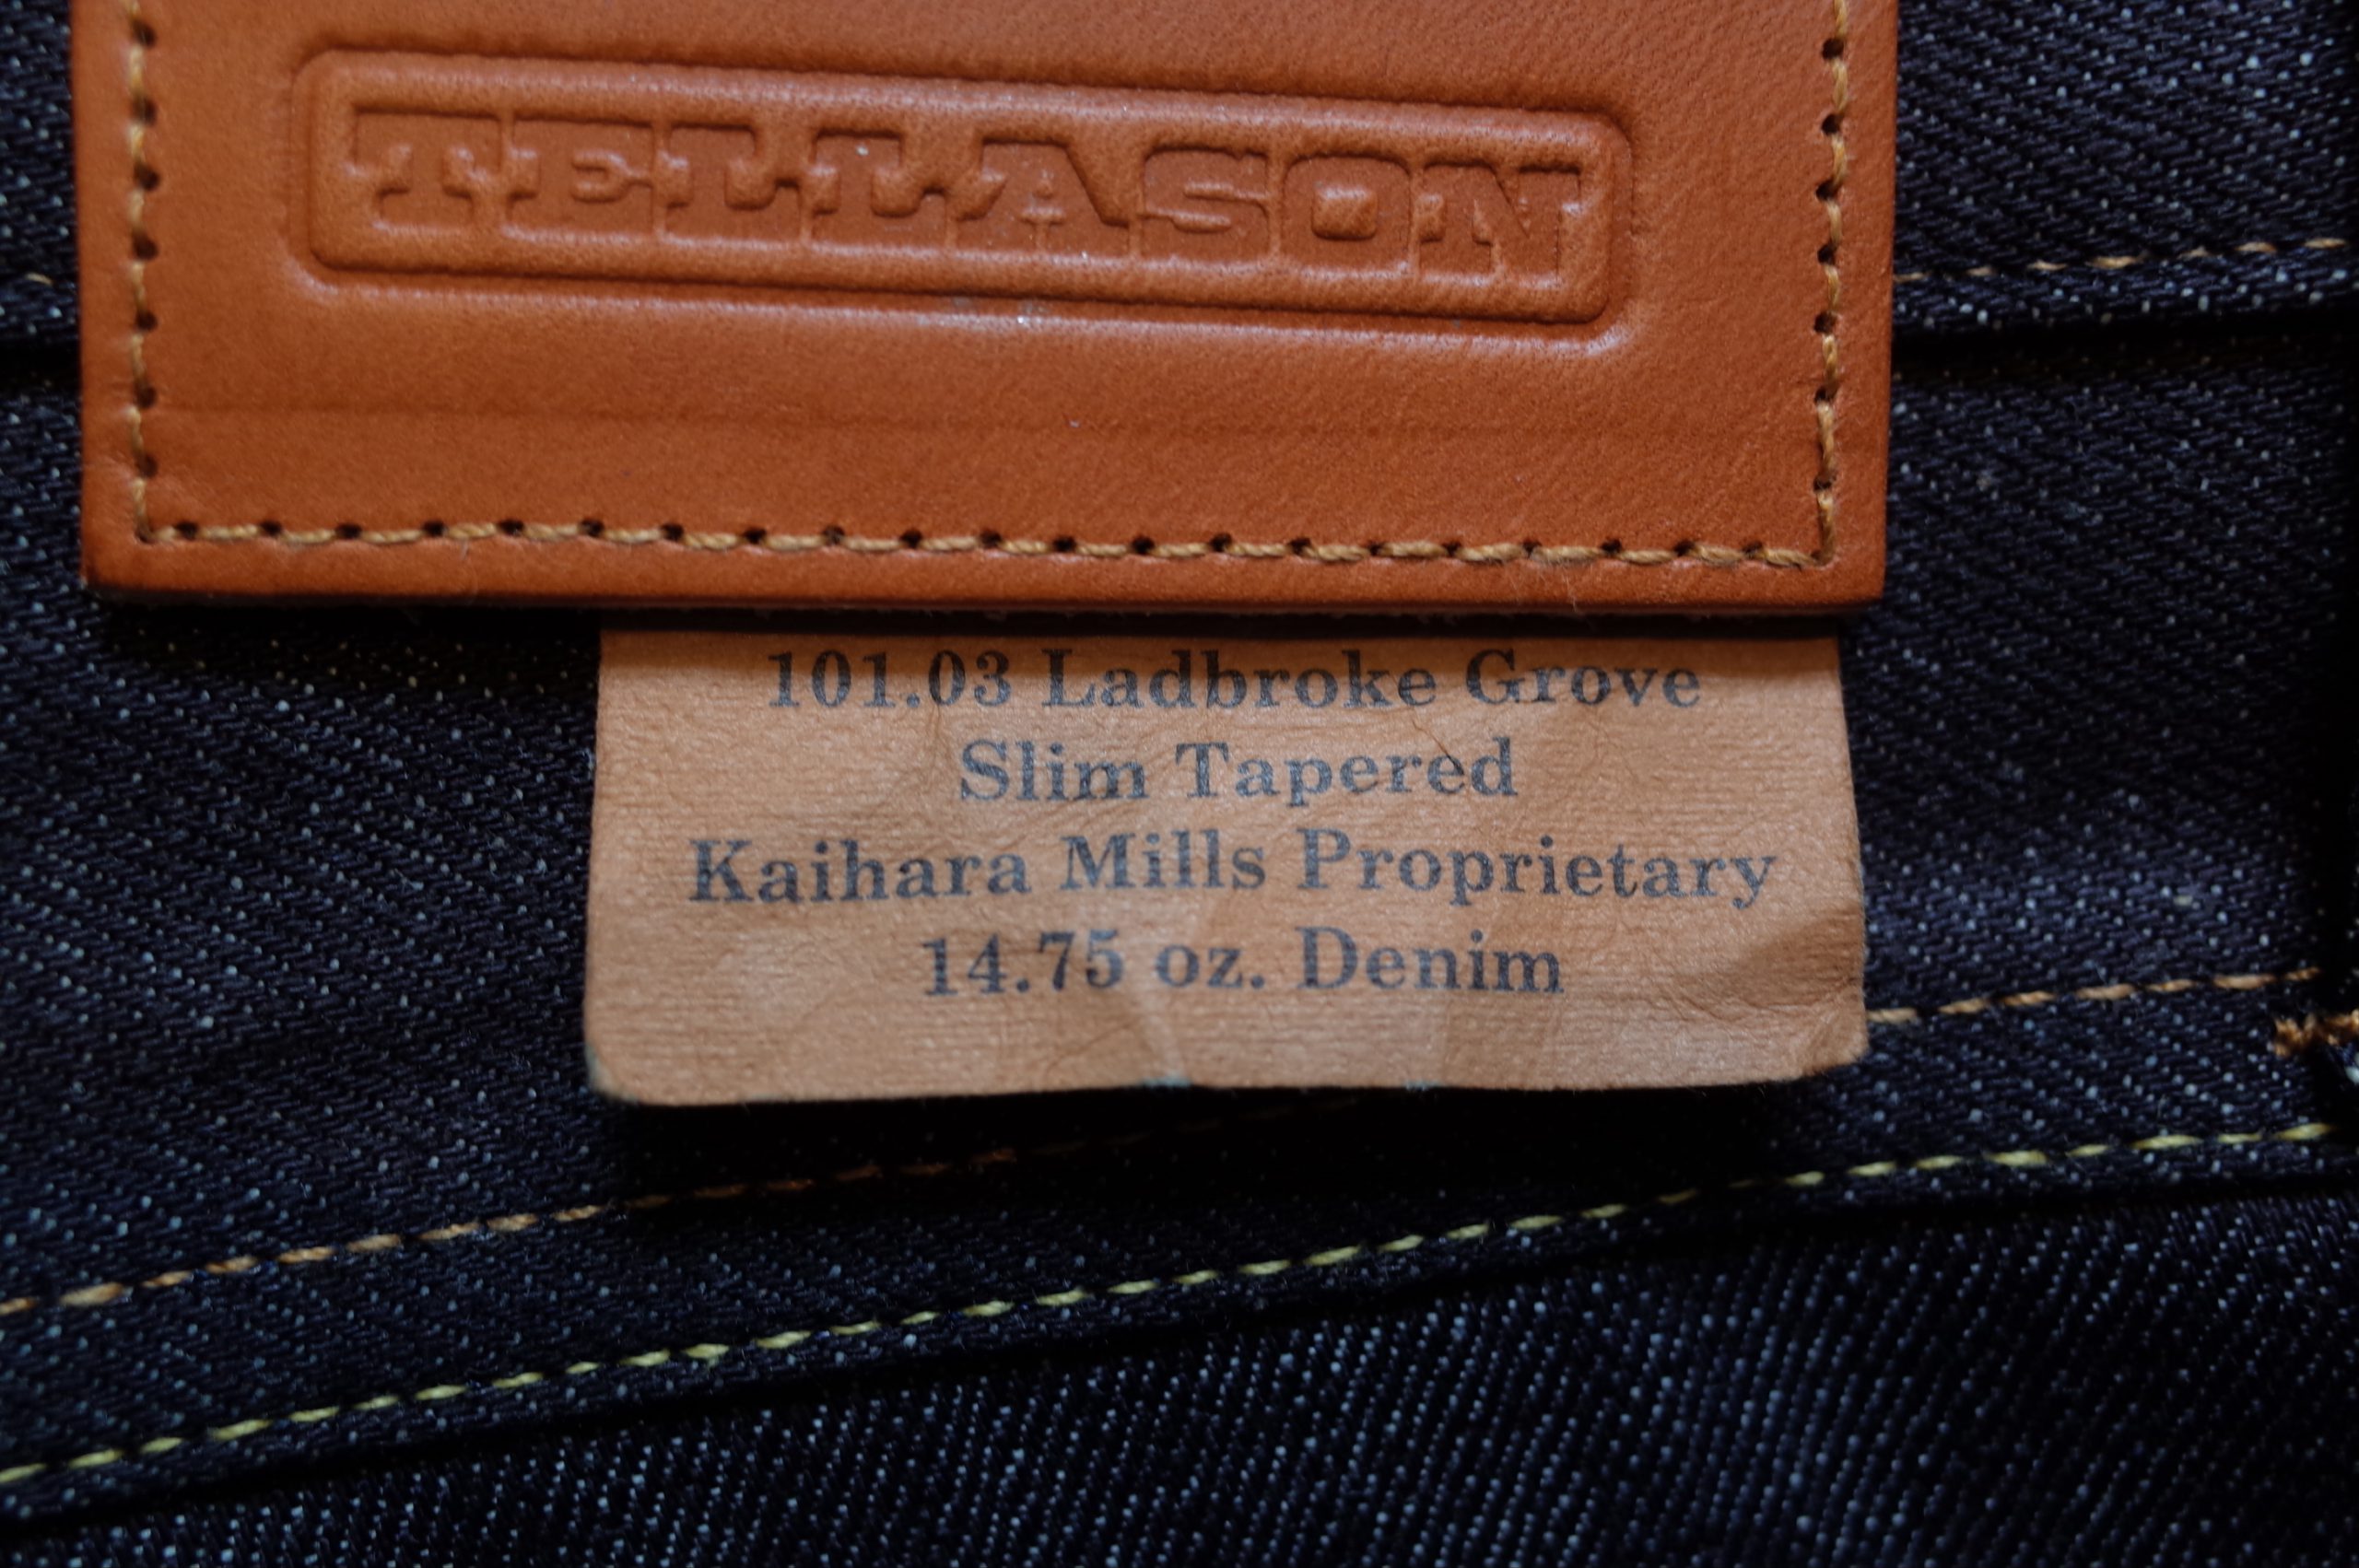 TELLASON
101.03 Ladbroke Grove
Slim Tapered
Kaihara Mills Proprietary
14.75 oz. Denim